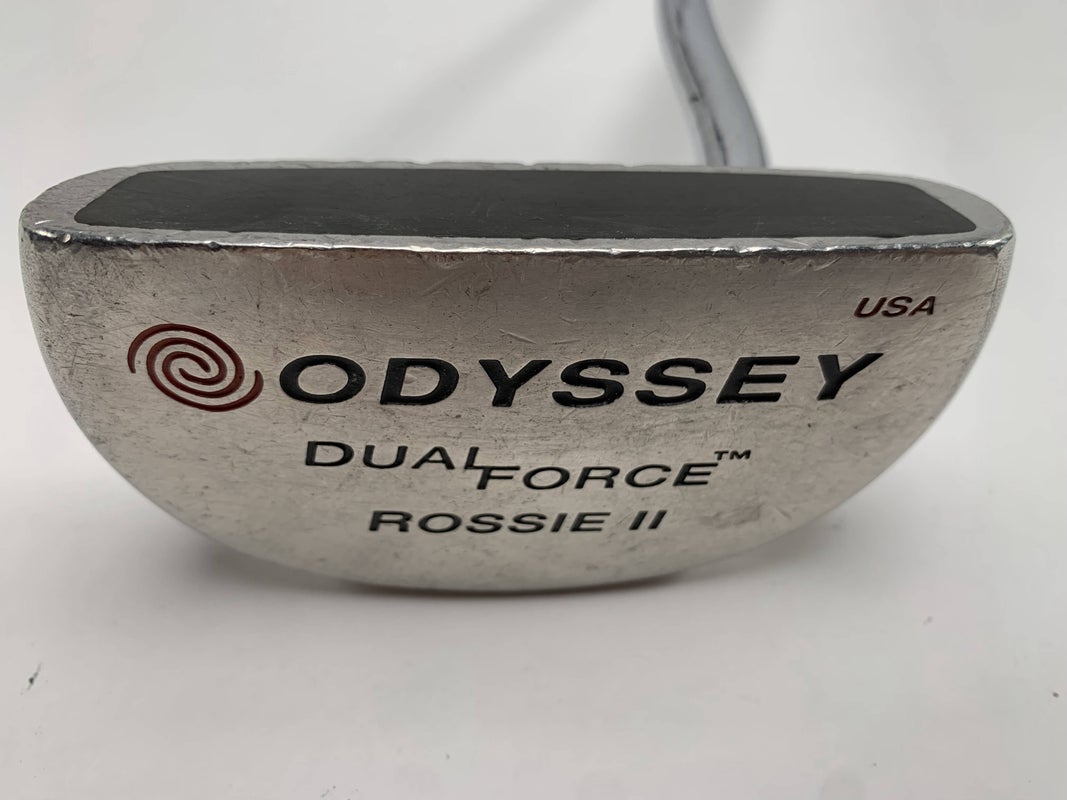 USA
ODYSSEY
DUAL FORCE™
ROSSIE II